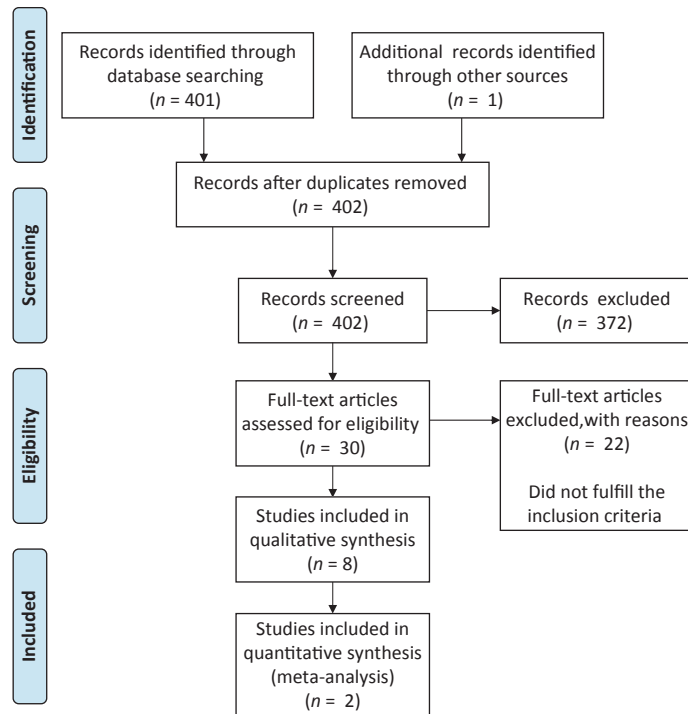 Identification
Records identified through
database searching
(n = 401)
Additional records identified
through other sources
(n = 1)
Records after duplicates removed
(n = 402)
Screening
Records screened
(n = 402)
Records excluded
(n = 372)
Eligibility
Full-text articles
assessed for eligibility
(n = 30)
Full-text articles
excluded,with reasons
(n = 22)
Did not fulfill the
inclusion criteria
Studies included in
qualitative synthesis
(n = 8)
Included
Studies included in
quantitative synthesis
(meta-analysis)
(n = 2)